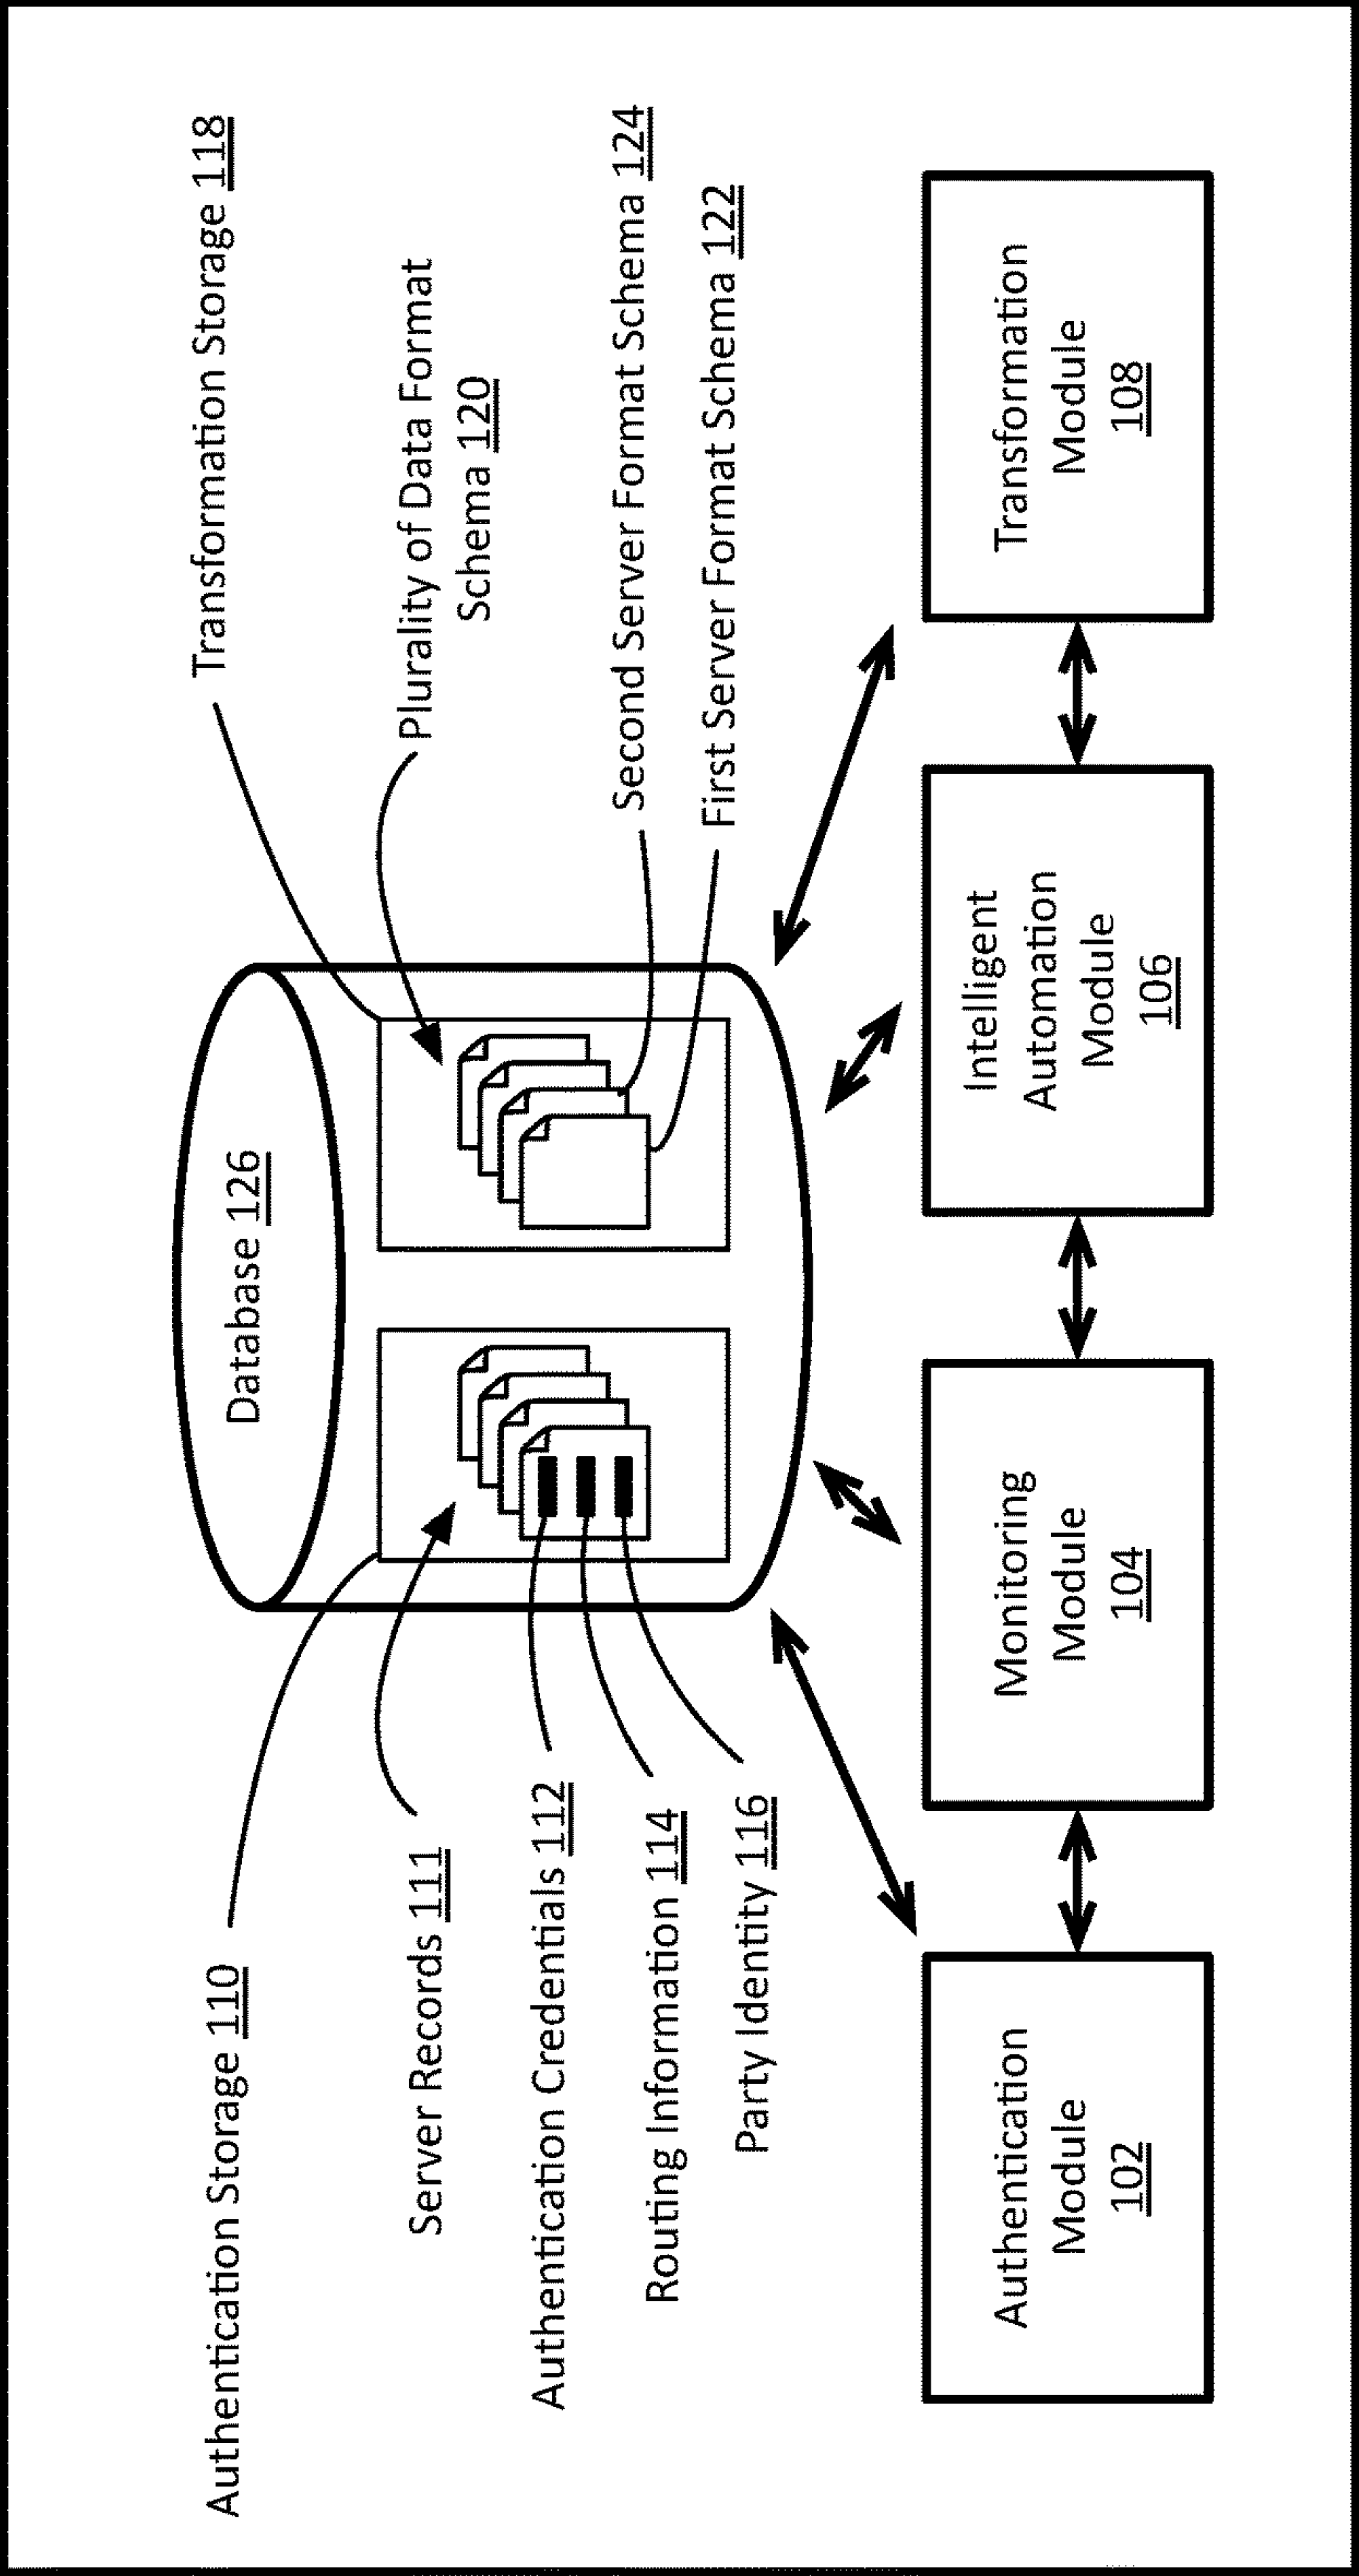 Database 126
Authentication Storage 110
Server Records 111
Authentication Credentials 112
Routing Information 114
Party Identity 116
Transformation Storage 118
Plurality of Data Format
Schema 120
Second Server Format Schema 124
First Server Format Schema 122
Authentication
Module
102
Monitoring
Module
104
Intelligent
Automation
Module
106
Transformation
Module
108